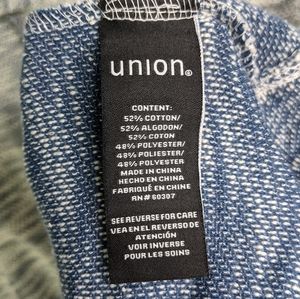 union®
CONTENT:
52% COTTON/
52% ALGODON/
52% COTON
48% POLYESTER/
48% POLIESTER/
48% POLYESTER
MADE IN CHINA
HECHO EN CHINA
FABRIQUÉ EN CHINE
RN# 60307
SEE REVERSE FOR CARE
VEA EN EL REVERSO DE
ATENCIÓN
VOIR INVERSE
POUR LES SOINS